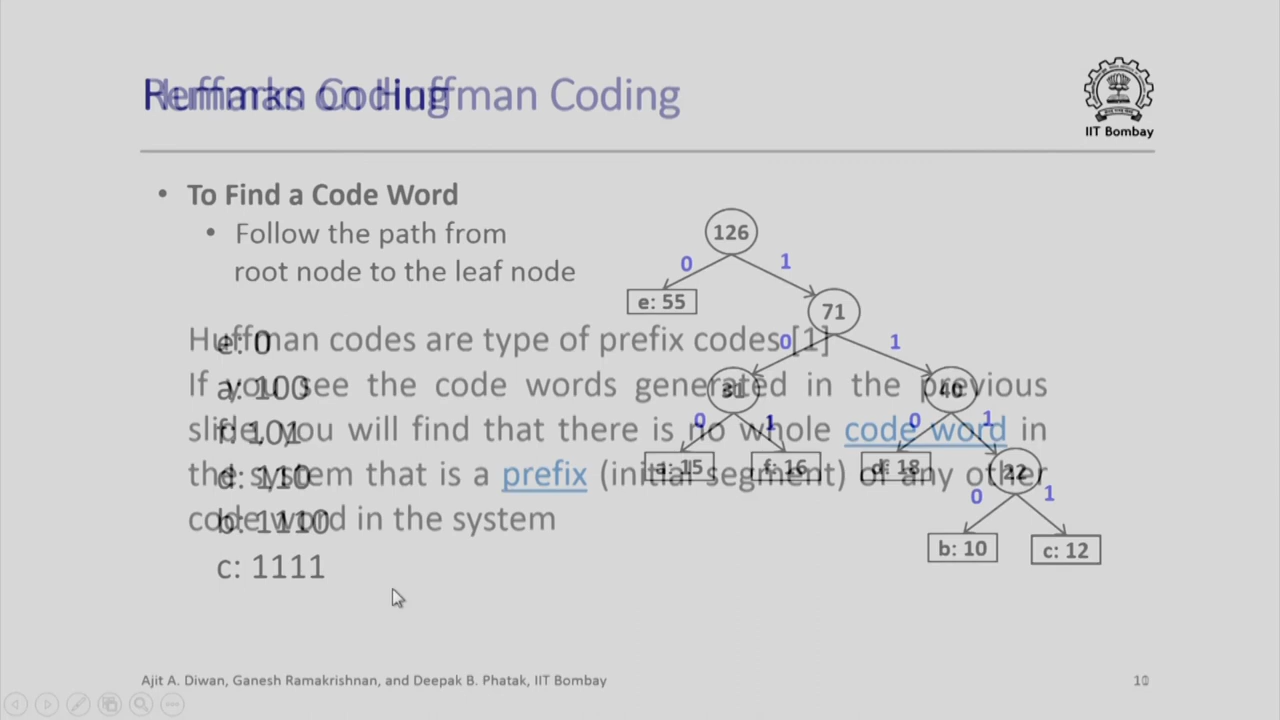 Huffman Coding
Remarks on Huffman Coding
IIT Bombay
• To Find a Code Word
• Follow the path from
root node to the leaf node
e: 0
a: 100
f: 101
d: 110
b: 1110
c: 1111
Huffman codes are type of prefix codes [1]
If you see the code words generated in the previous
slide, you will find that there is no whole code word in
the system that is a prefix (initial segment) of any other
code word in the system
126
0
1
e: 55
71
0
1
31
40
0
1
0
1
a: 15
f: 16
d: 18
22
0
1
b: 10
c: 12
Ajit A. Diwan, Ganesh Ramakrishnan, and Deepak B. Phatak, IIT Bombay